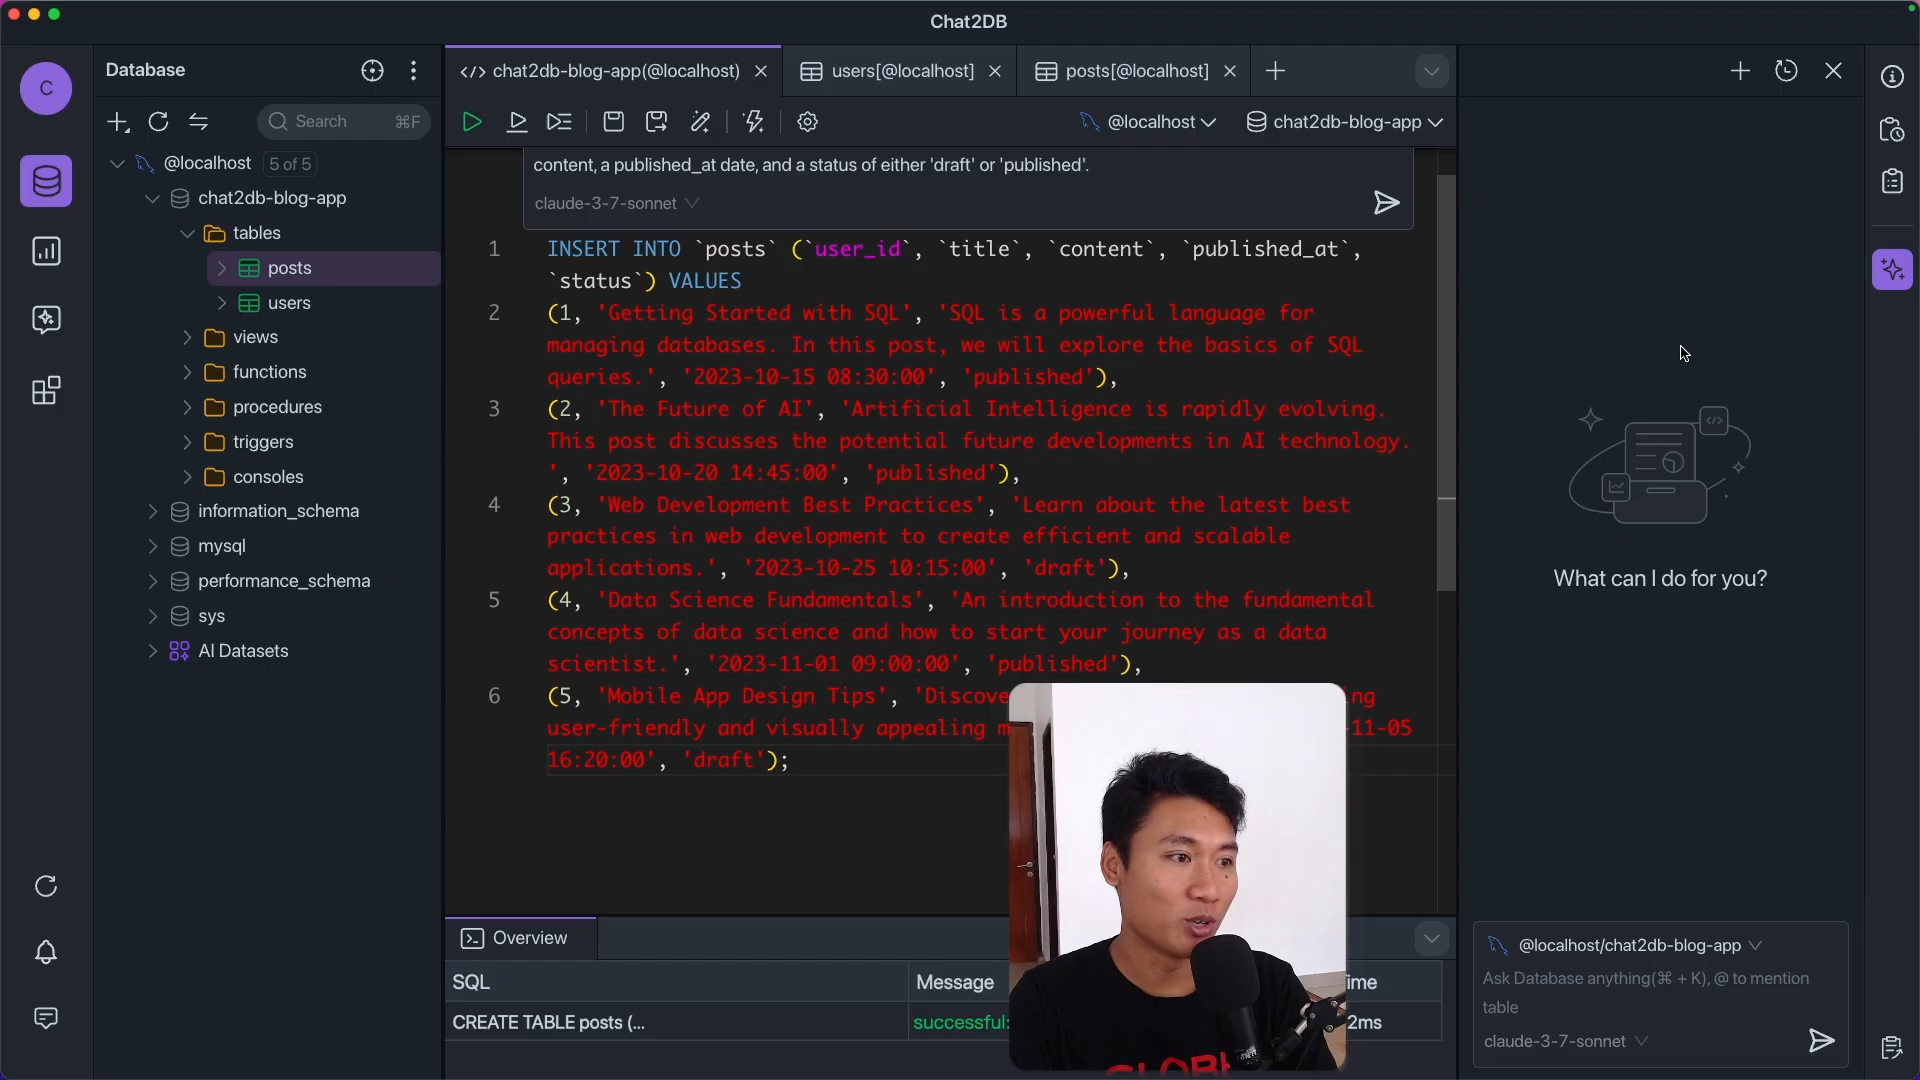 Chat2DB
C
Database
chat2db-blog-app(@localhost)
users[@localhost]
posts[@localhost]
Search ⌘F
@localhost
chat2db-blog-app
@localhost 5 of 5
chat2db-blog-app
tables
posts
users
views
functions
procedures
triggers
consoles
information_schema
mysql
performance_schema
sys
AI Datasets
content, a published_at date, and a status of either 'draft' or 'published'.
claude-3-7-sonnet
1 INSERT INTO `posts` (`user_id`, `title`, `content`, `published_at`,
`status`) VALUES
2 (1, 'Getting Started with SQL', 'SQL is a powerful language for
managing databases. In this post, we will explore the basics of SQL
queries.', '2023-10-15 08:30:00', 'published'),
3 (2, 'The Future of AI', 'Artificial Intelligence is rapidly evolving.
This post discusses the potential future developments in AI technology.
', '2023-10-20 14:45:00', 'published'),
4 (3, 'Web Development Best Practices', 'Learn about the latest best
practices in web development to create efficient and scalable
applications.', '2023-10-25 10:15:00', 'draft'),
5 (4, 'Data Science Fundamentals', 'An introduction to the fundamental
concepts of data science and how to start your journey as a data
scientist.', '2023-11-01 09:00:00', 'published'),
6 (5, 'Mobile App Design Tips', 'Discove ng
user-friendly and visually appealing m 11-05
16:20:00', 'draft');
Overview
SQL Message ime
CREATE TABLE posts (... successful: 2ms
What can I do for you?
@localhost/chat2db-blog-app
Ask Database anything(⌘ + K), @ to mention
table
claude-3-7-sonnet